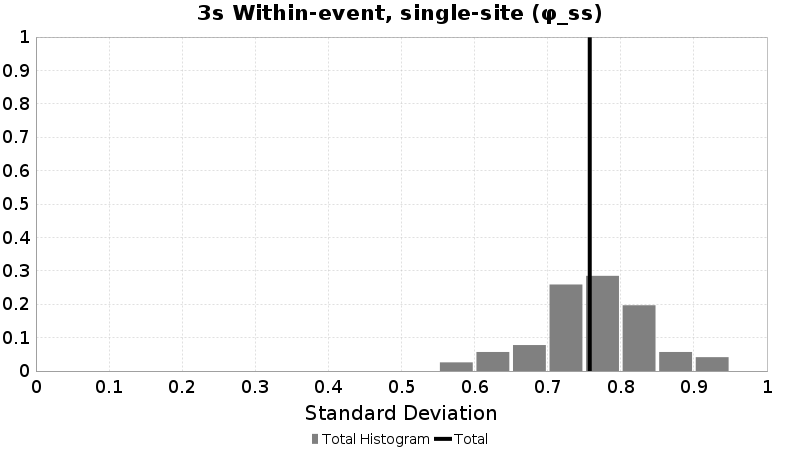 3s Within-event, single-site (φ_ss)
1
0.9
0.8
0.7
0.6
0.5
0.4
0.3
0.2
0.1
0
0 0.1 0.2 0.3 0.4 0.5 0.6 0.7 0.8 0.9 1
Standard Deviation
Total Histogram Total